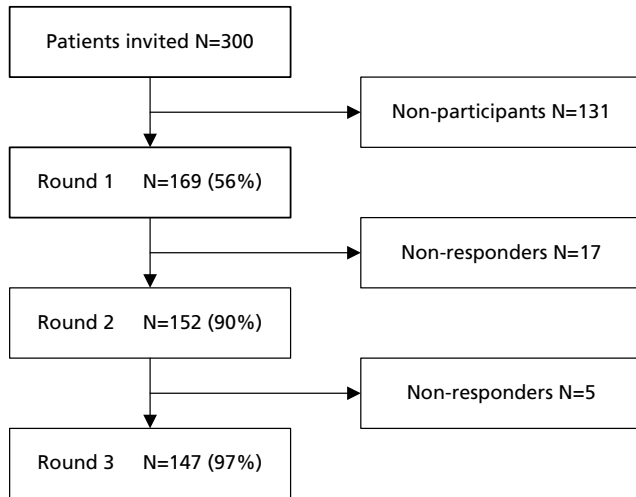 Patients invited N=300
Non-participants N=131
Round 1 N=169 (56%)
Non-responders N=17
Round 2 N=152 (90%)
Non-responders N=5
Round 3 N=147 (97%)